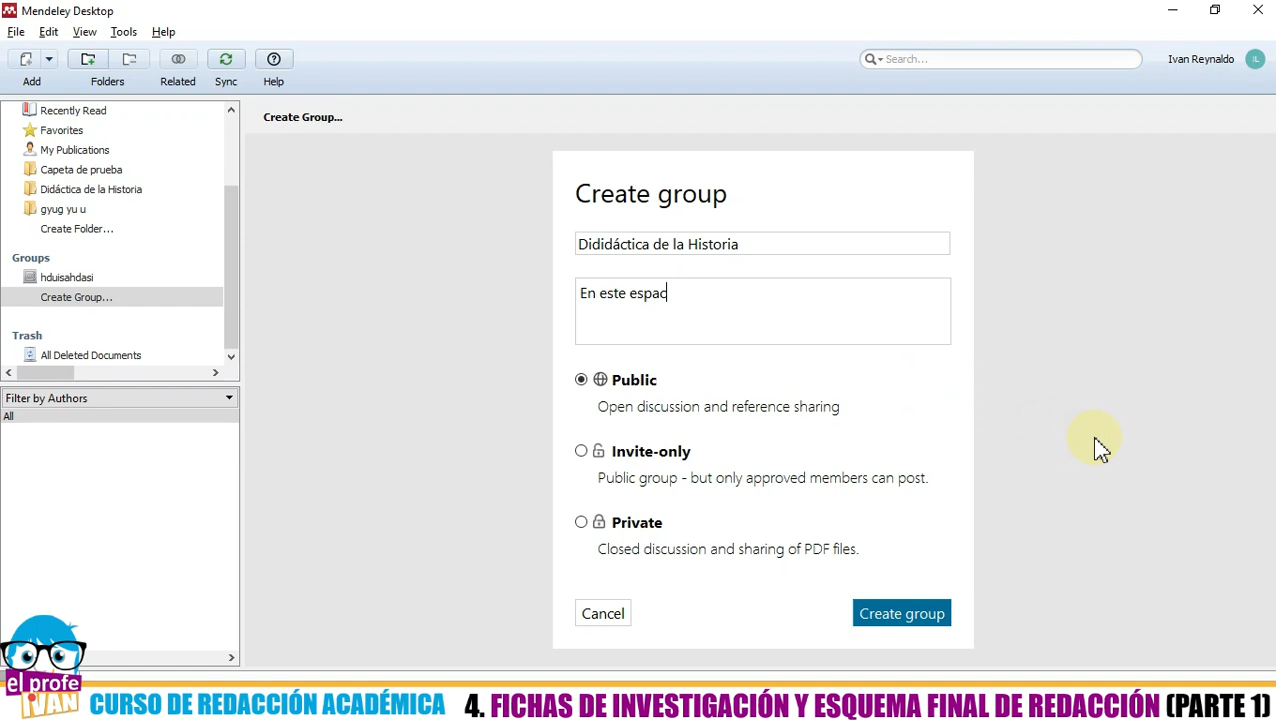 Mendeley Desktop
File Edit View Tools Help
Search...
Ivan Reynaldo IL
Add Folders Related Sync Help
Recently Read
Favorites
My Publications
Capeta de prueba
Didáctica de la Historia
gyug yu u
Create Folder...
Groups
hduisahdasi
Create Group...
Trash
All Deleted Documents
Filter by Authors
All
Create Group...
Create group
Dididáctica de la Historia
En este espac
Public
Open discussion and reference sharing
Invite-only
Public group - but only approved members can post.
Private
Closed discussion and sharing of PDF files.
Cancel Create group
el profe
iVAN
CURSO DE REDACCIÓN ACADÉMICA 4. FICHAS DE INVESTIGACIÓN Y ESQUEMA FINAL DE REDACCIÓN (PARTE 1)